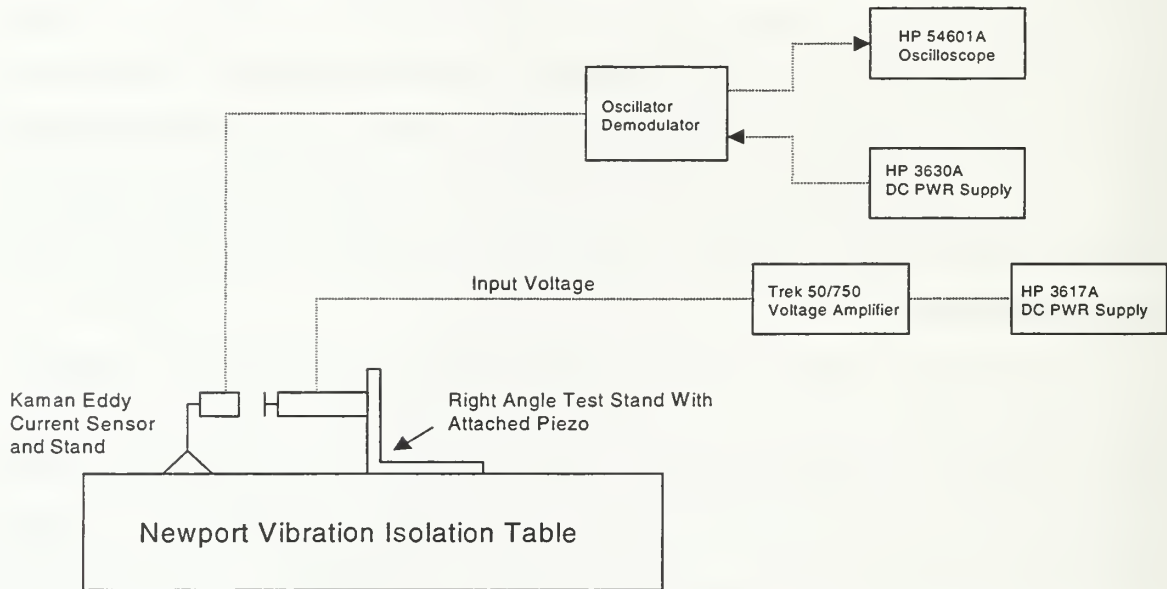 HP 54601A
Oscilloscope
Oscillator
Demodulator
HP 3630A
DC PWR Supply
Input Voltage
Trek 50/750
Voltage Amplifier
HP 3617A
DC PWR Supply
Kaman Eddy
Current Sensor
and Stand
Right Angle Test Stand With
Attached Piezo
Newport Vibration Isolation Table